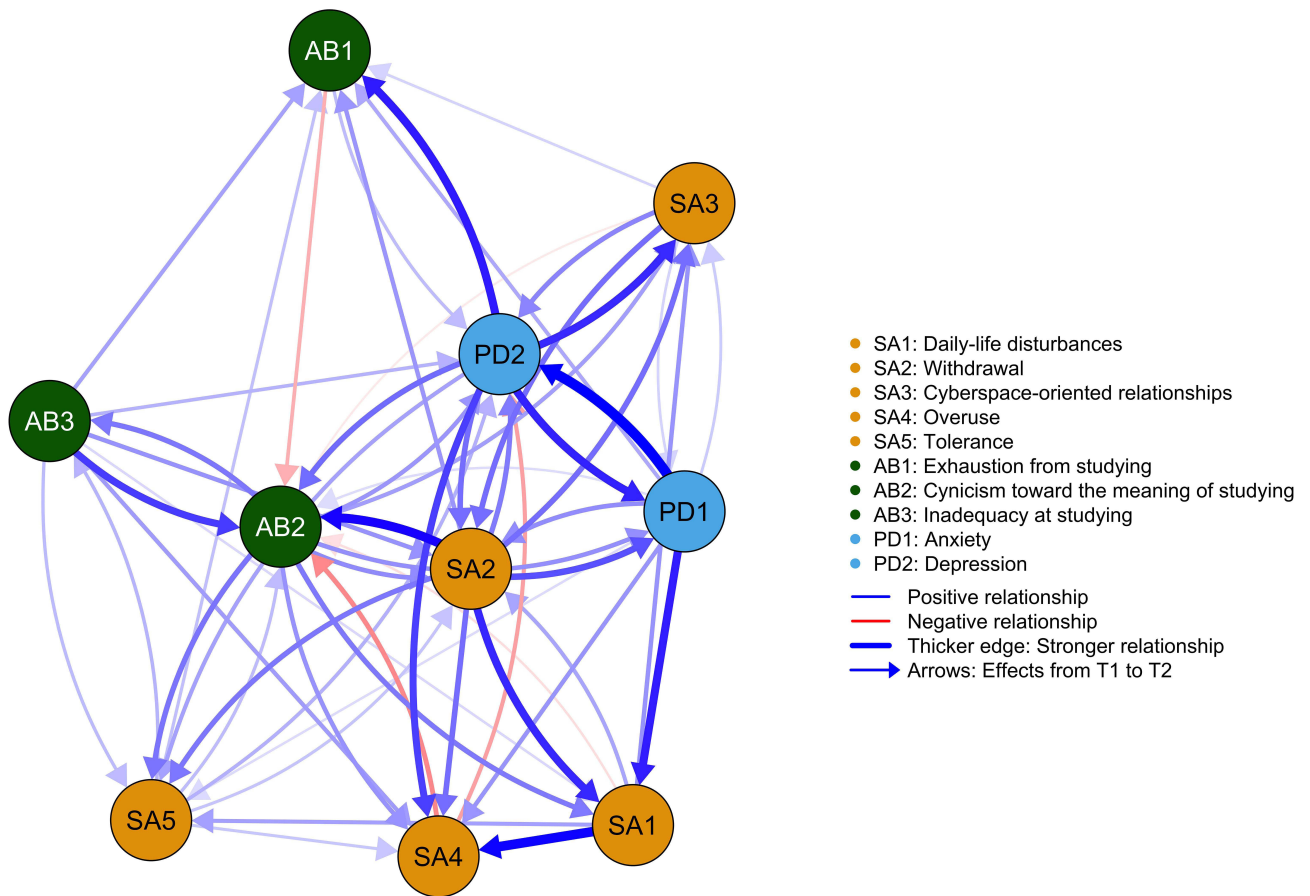 AB1
SA3
PD2
AB3
PD1
AB2
SA2
SA5
SA4
SA1
SA1: Daily-life disturbances
SA2: Withdrawal
SA3: Cyberspace-oriented relationships
SA4: Overuse
SA5: Tolerance
AB1: Exhaustion from studying
AB2: Cynicism toward the meaning of studying
AB3: Inadequacy at studying
PD1: Anxiety
PD2: Depression
Positive relationship
Negative relationship
Thicker edge: Stronger relationship
Arrows: Effects from T1 to T2